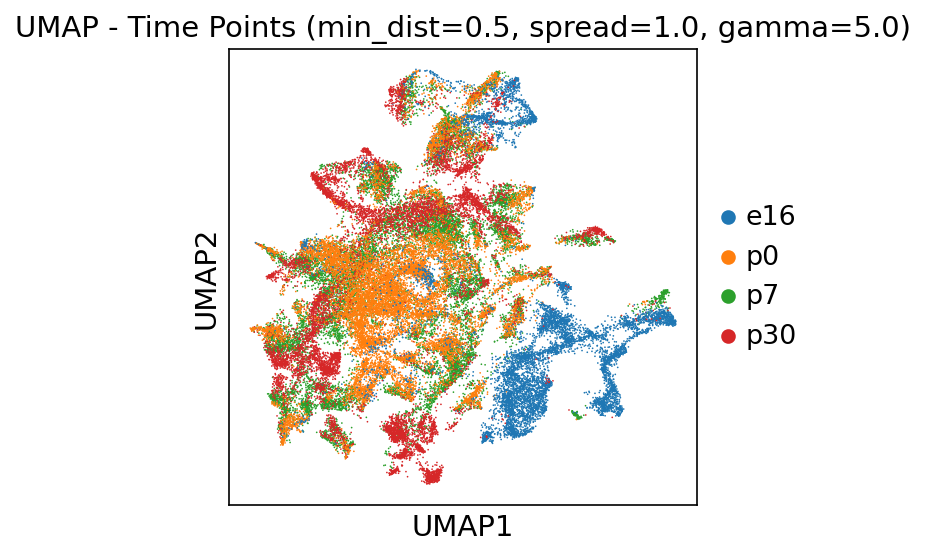 UMAP - Time Points (min_dist=0.5, spread=1.0, gamma=5.0)
UMAP2
e16
p0
p7
p30
UMAP1